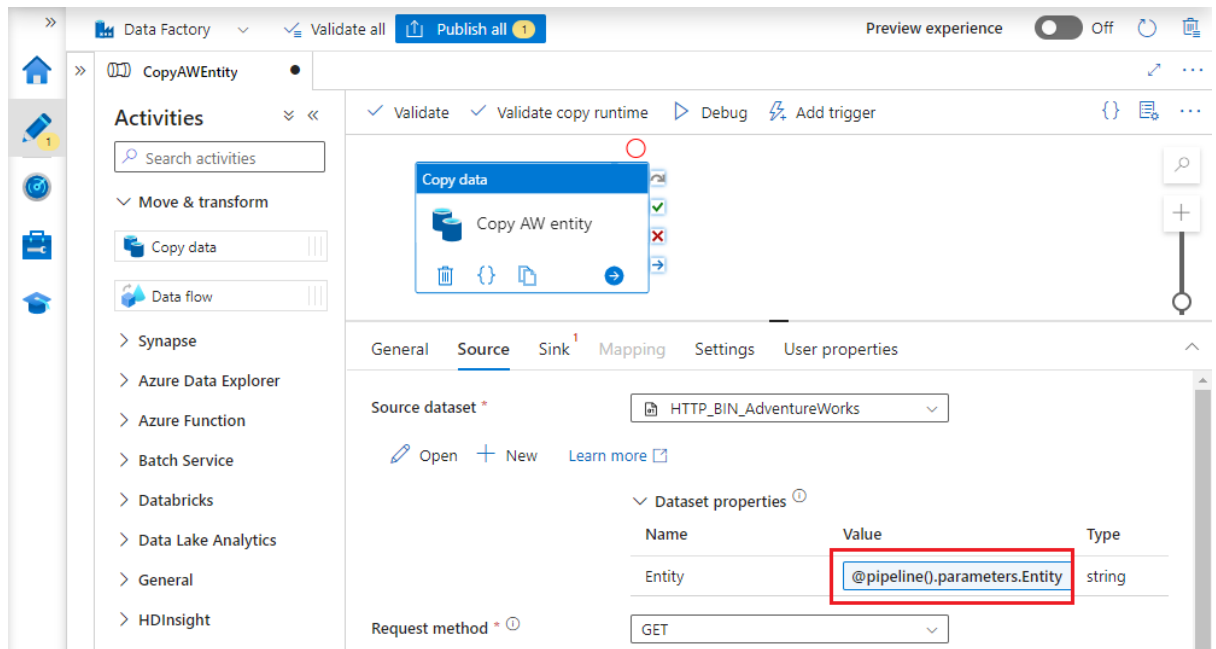 Data Factory Validate all Publish all 1 Preview experience Off
CopyAWEntity
1
Activities
Validate Validate copy runtime Debug Add trigger {} ...
Search activities
Move & transform
Copy data
Data flow
Synapse
Azure Data Explorer
Azure Function
Batch Service
Databricks
Data Lake Analytics
General
HDInsight
Copy data
Copy AW entity
{}
General Source Sink 1 Mapping Settings User properties
Source dataset * HTTP_BIN_AdventureWorks
Open + New Learn more
Dataset properties
Name Value Type
Entity @pipeline().parameters.Entity string
Request method * GET